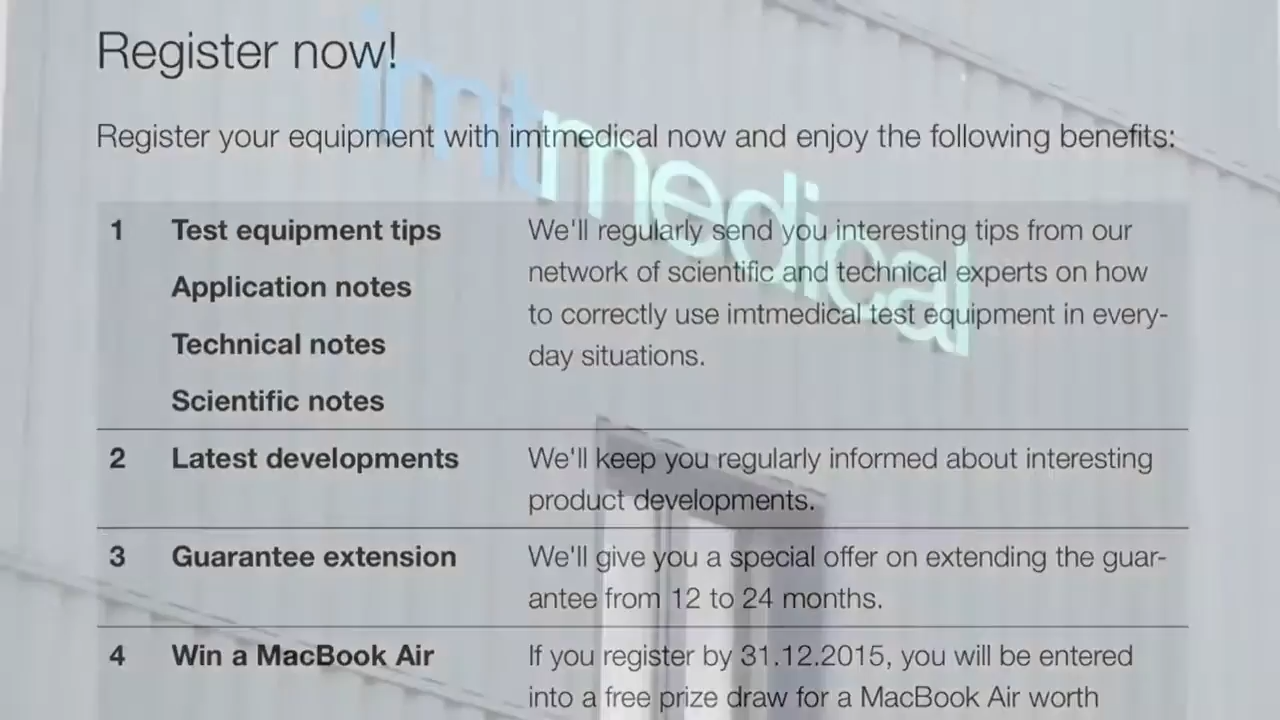 Register now!
imtmedical
Register your equipment with imtmedical now and enjoy the following benefits:
1 Test equipment tips
Application notes
Technical notes
Scientific notes
We'll regularly send you interesting tips from our
network of scientific and technical experts on how
to correctly use imtmedical test equipment in every-
day situations.
2 Latest developments
We'll keep you regularly informed about interesting
product developments.
3 Guarantee extension
We'll give you a special offer on extending the guar-
antee from 12 to 24 months.
4 Win a MacBook Air
If you register by 31.12.2015, you will be entered
into a free prize draw for a MacBook Air worth